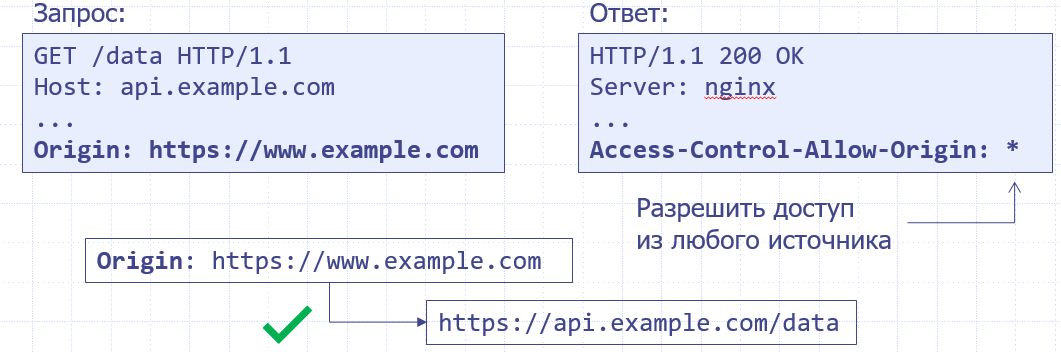 Запрос:
GET /data HTTP/1.1
Host: api.example.com
...
Origin: https://www.example.com
Ответ:
HTTP/1.1 200 OK
Server: nginx
...
Access-Control-Allow-Origin: *
Разрешить доступ
из любого источника
Origin: https://www.example.com
https://api.example.com/data